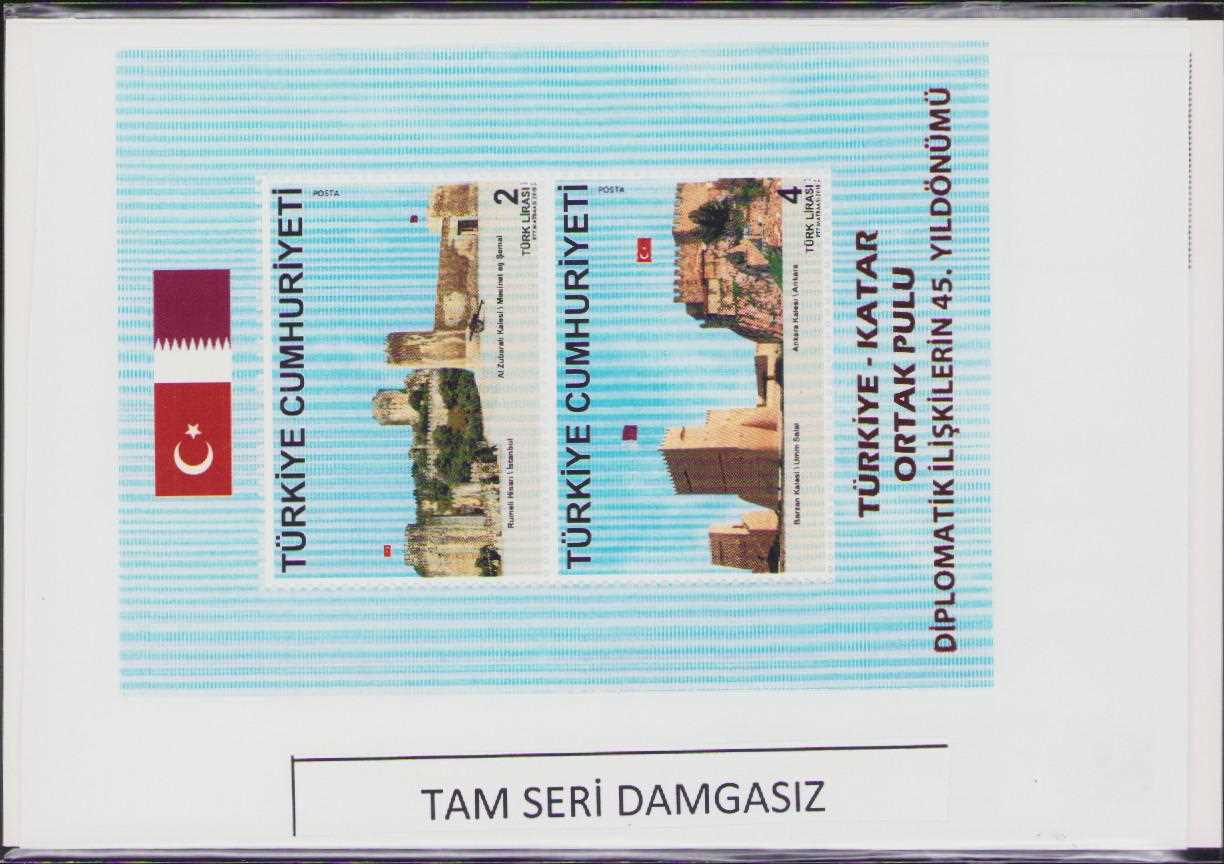 TÜRKİYE CUMHURİYETİ
POSTA
2
TÜRK LİRASI
Rumeli Hisarı \ İstanbul
Al Zubarah Kalesi \ Medinet eş Şemal
TÜRKİYE CUMHURİYETİ
POSTA
4
TÜRK LİRASI
Barzan Kalesi \ Umm Salal
Ankara Kalesi \ Ankara
TÜRKİYE - KATAR
ORTAK PULU
DİPLOMATİK İLİŞKİLERİN 45. YILDÖNÜMÜ
TAM SERİ DAMGASIZ